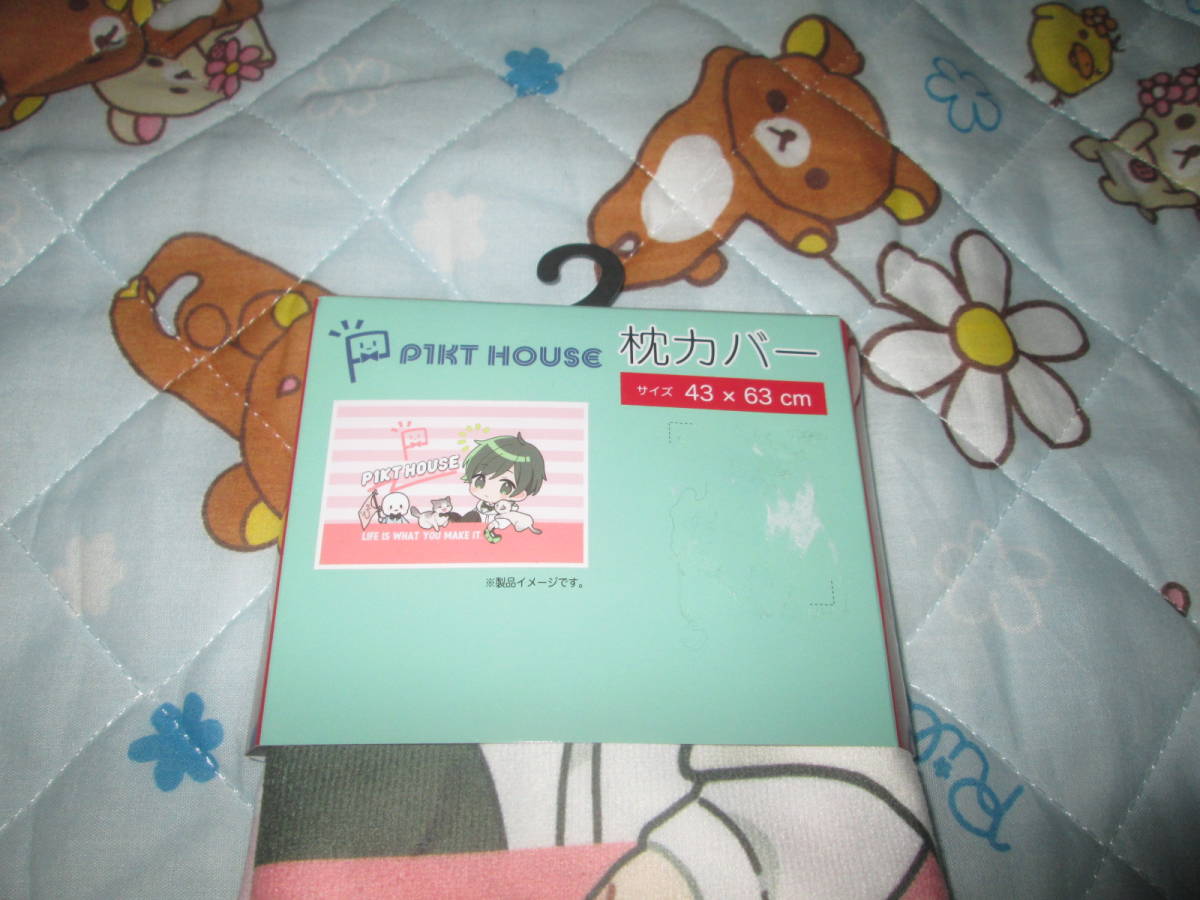 P1KT HOUSE 枕カバー
サイズ 43 × 63 cm
P1KT HOUSE
LIFE IS WHAT YOU MAKE IT
※製品イメージです。
Ril